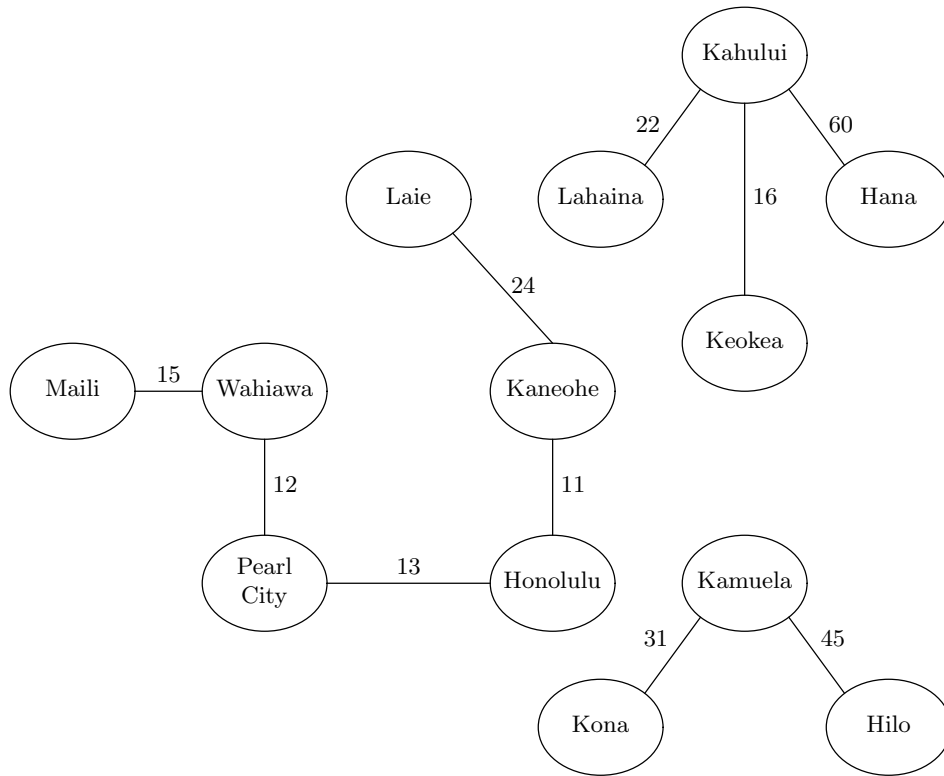 Kahului
22
60
Laie
Lahaina
16
Hana
24
Keokea
Maili
15
Wahiawa
Kaneohe
12
11
Pearl
City
13
Honolulu
Kamuela
31
45
Kona
Hilo